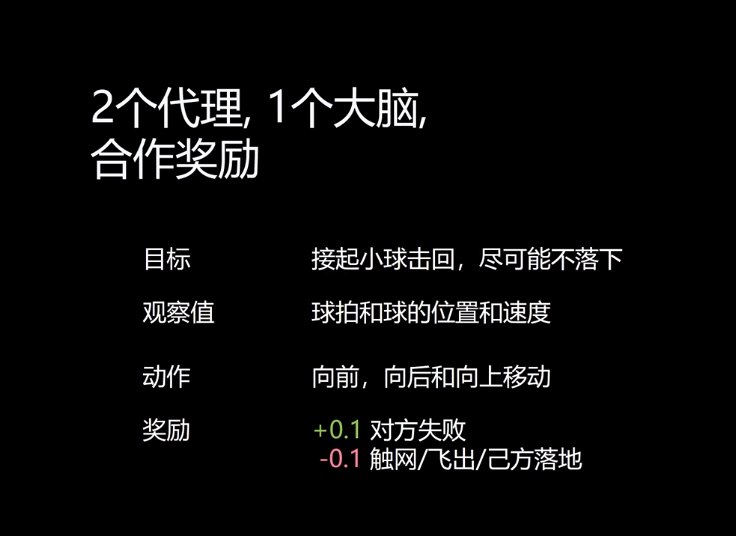 2个代理, 1个大脑,
合作奖励
目标 接起小球击回，尽可能不落下
观察值 球拍和球的位置和速度
动作 向前，向后和向上移动
奖励 +0.1 对方失败
-0.1 触网/飞出/己方落地